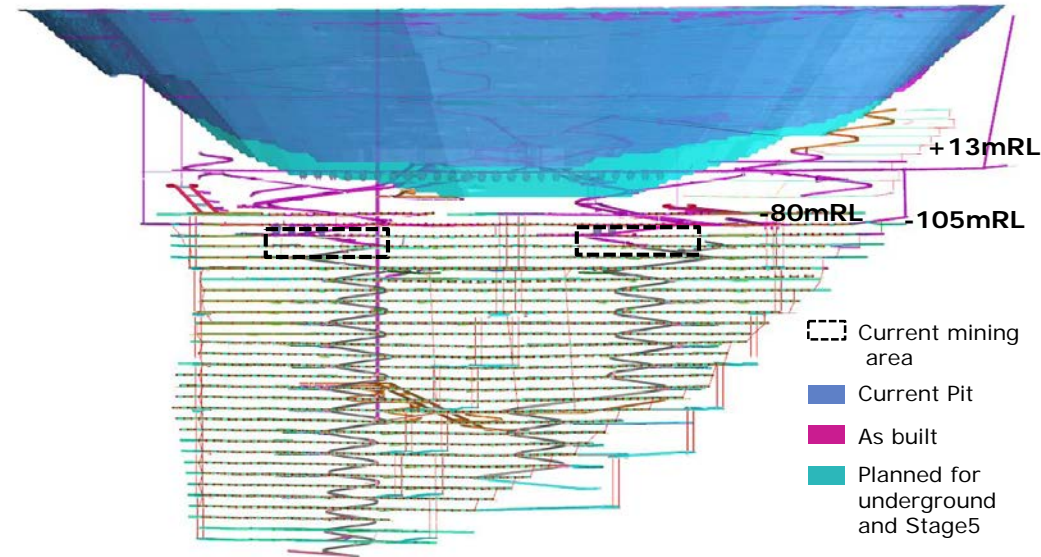 +13mRL
-80mRL
-105mRL
Current mining
area
Current Pit
As built
Planned for
underground
and Stage5